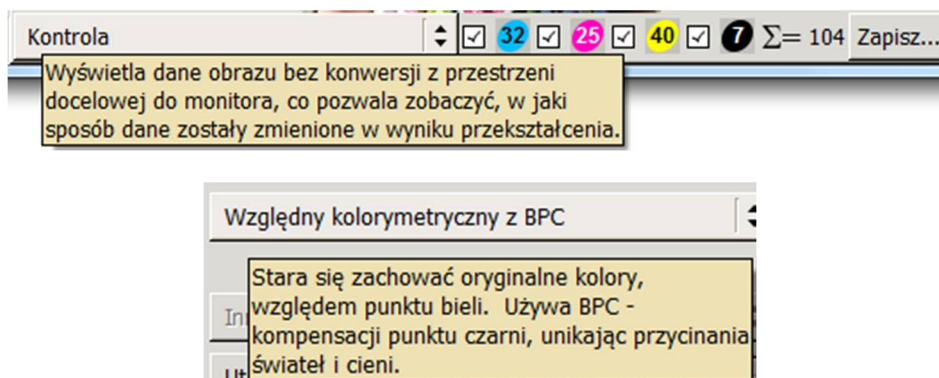 Kontrola 32 25 40 7 Σ= 104 Zapisz...
Wyświetla dane obrazu bez konwersji z przestrzeni
docelowej do monitora, co pozwala zobaczyć, w jaki
sposób dane zostały zmienione w wyniku przekształcenia.
Względny kolorymetryczny z BPC
Stara się zachować oryginalne kolory,
względem punktu bieli. Używa BPC -
kompensacji punktu czarni, unikając przycinania
świateł i cieni.